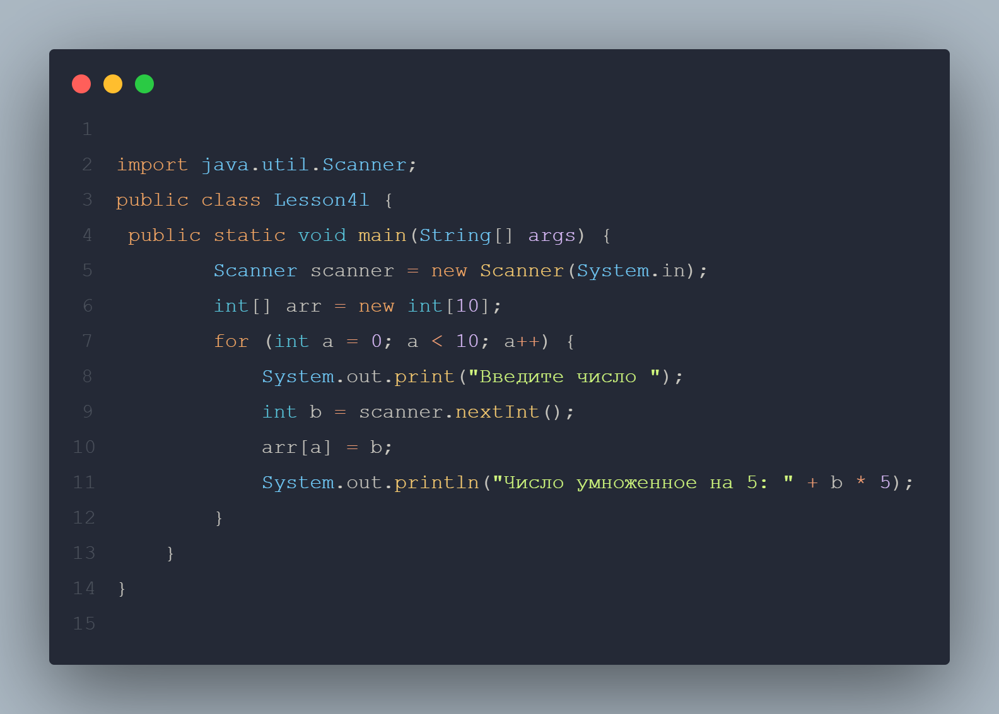 1
2 import java.util.Scanner;
3 public class Lesson4l {
4  public static void main(String[] args) {
5         Scanner scanner = new Scanner(System.in);
6         int[] arr = new int[10];
7         for (int a = 0; a < 10; a++) {
8             System.out.print("Введите число ");
9             int b = scanner.nextInt();
10             arr[a] = b;
11             System.out.println("Число умноженное на 5: " + b * 5);
12         }
13     }
14 }
15